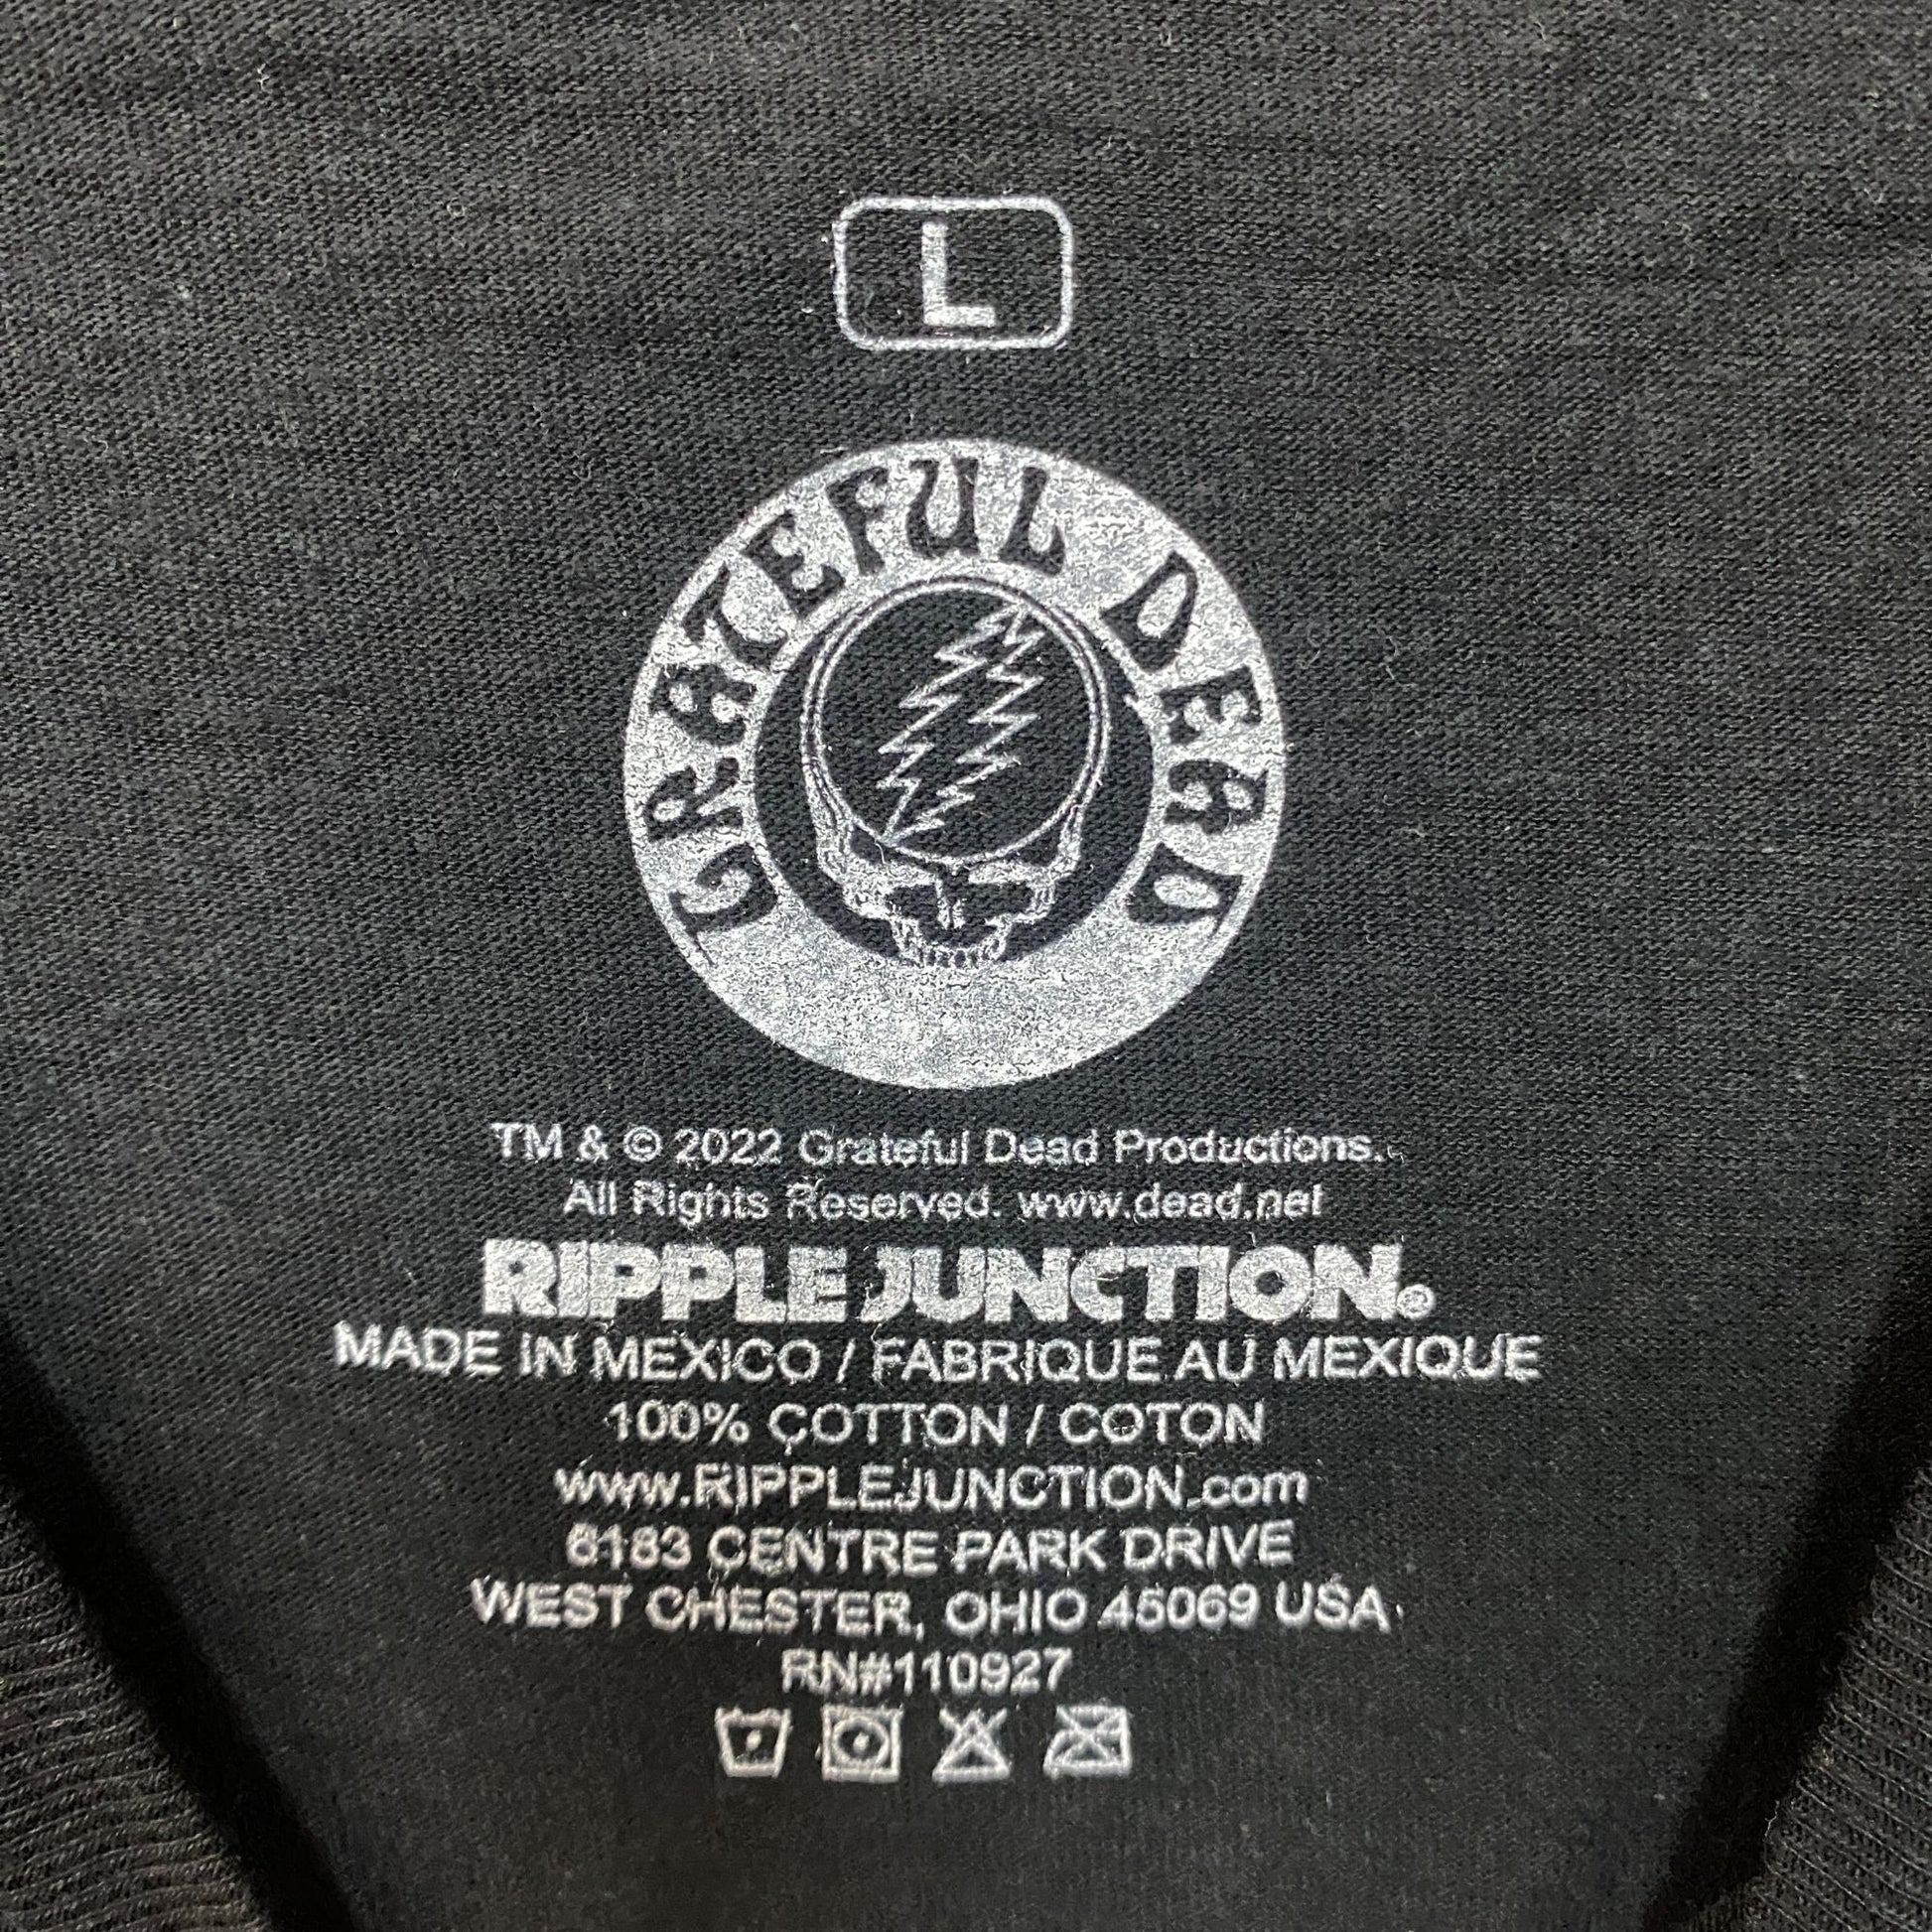 L
GRATEFUL DEAD
TM & © 2022 Grateful Dead Productions.
All Rights Reserved. www.dead.net
RIPPLE JUNCTION®
MADE IN MEXICO / FABRIQUE AU MEXIQUE
100% COTTON / COTON
www.RIPPLEJUNCTION.com
6183 CENTRE PARK DRIVE
WEST CHESTER, OHIO 45069 USA
RN#110927